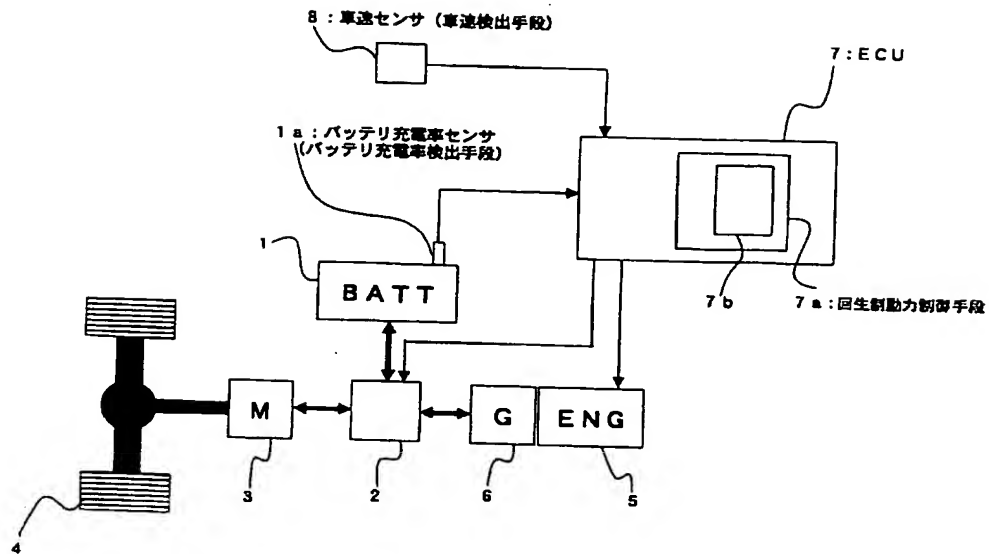 8：車速センサ（車速検出手段）
7：ECU
1a：バッテリ充電率センサ
（バッテリ充電率検出手段）
1
BATT
7b
7a：回生制動力制御手段
M
G
ENG
3
2
6
5
4